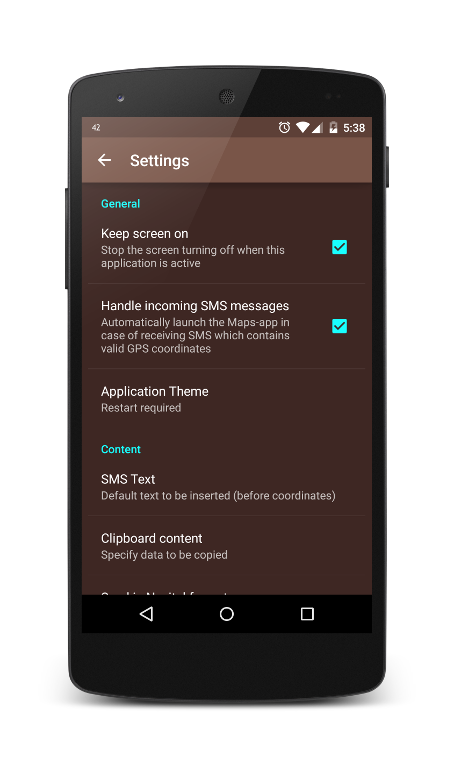 42 5:38
Settings
General
Keep screen on
Stop the screen turning off when this
application is active
Handle incoming SMS messages
Automatically launch the Maps-app in
case of receiving SMS which contains
valid GPS coordinates
Application Theme
Restart required
Content
SMS Text
Default text to be inserted (before coordinates)
Clipboard content
Specify data to be copied